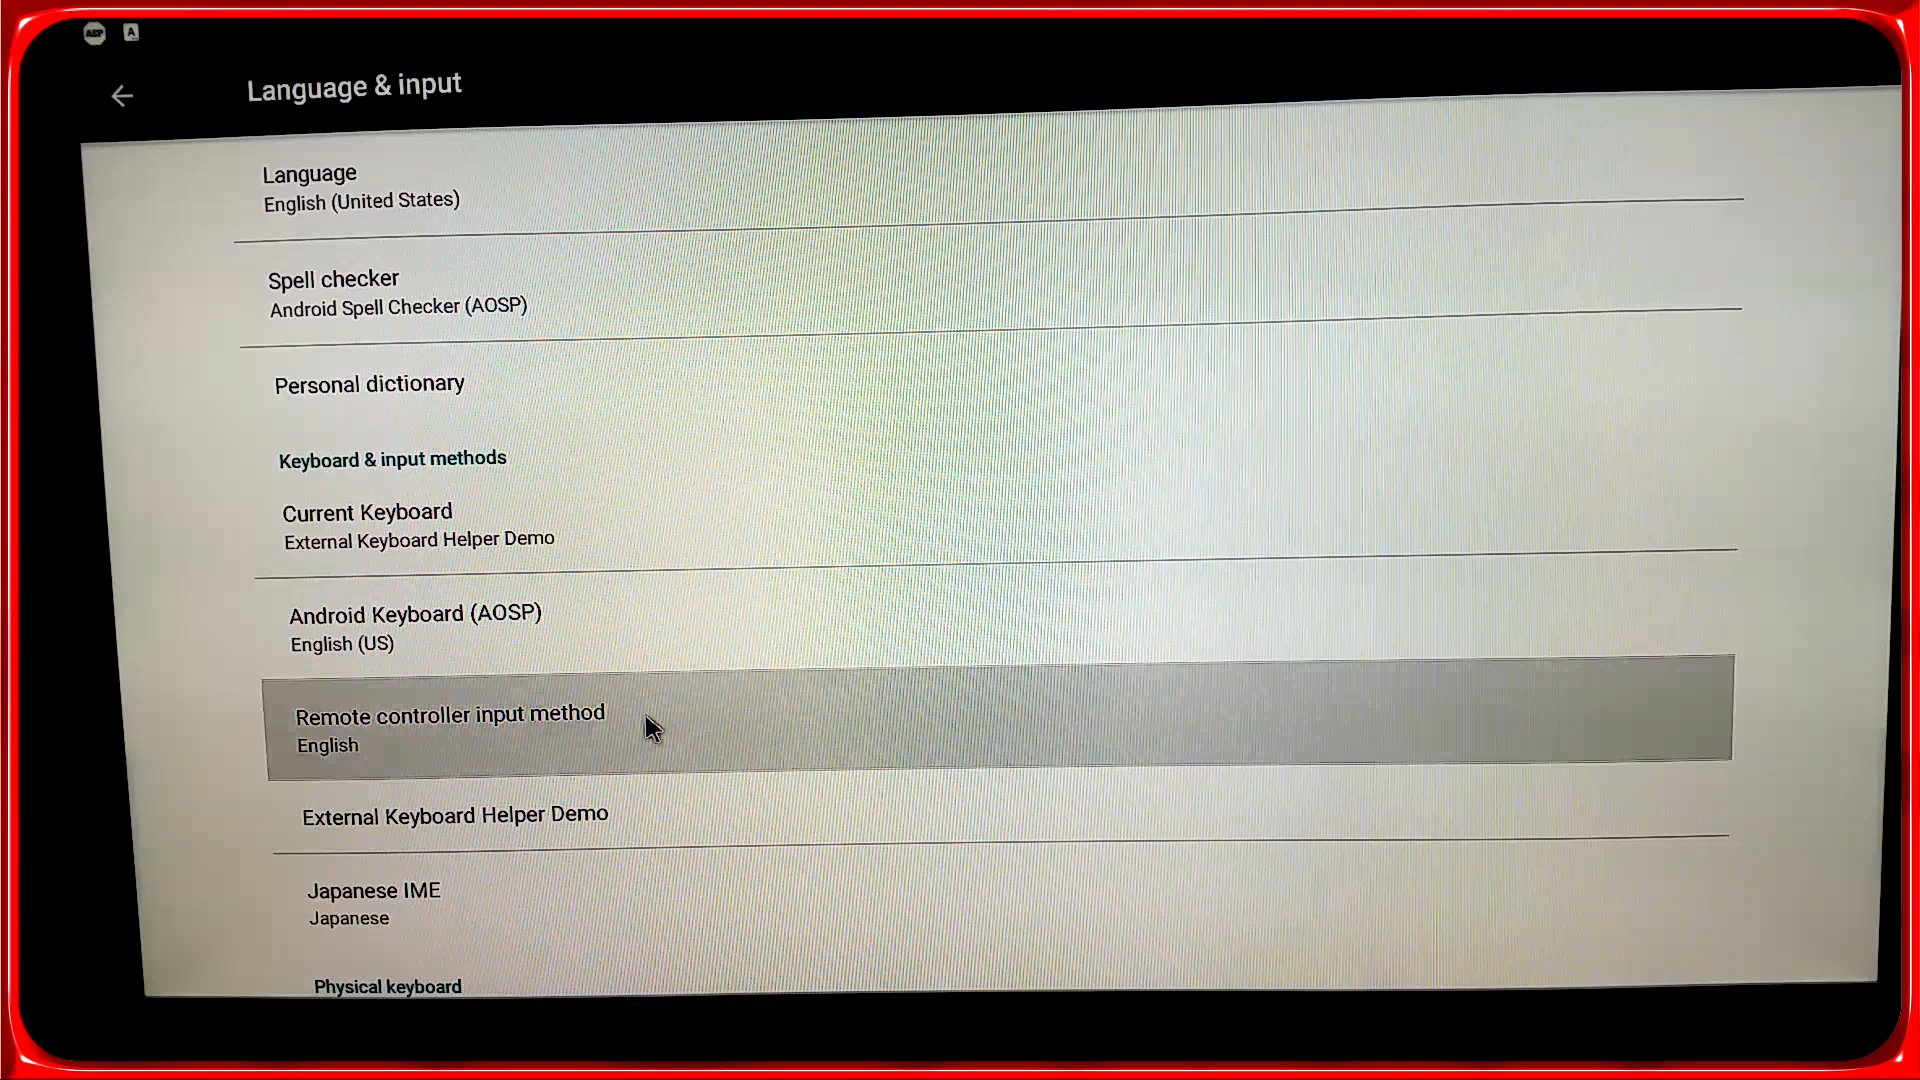 ABP A
Language & input
Language
English (United States)
Spell checker
Android Spell Checker (AOSP)
Personal dictionary
Keyboard & input methods
Current Keyboard
External Keyboard Helper Demo
Android Keyboard (AOSP)
English (US)
Remote controller input method
English
External Keyboard Helper Demo
Japanese IME
Japanese
Physical keyboard